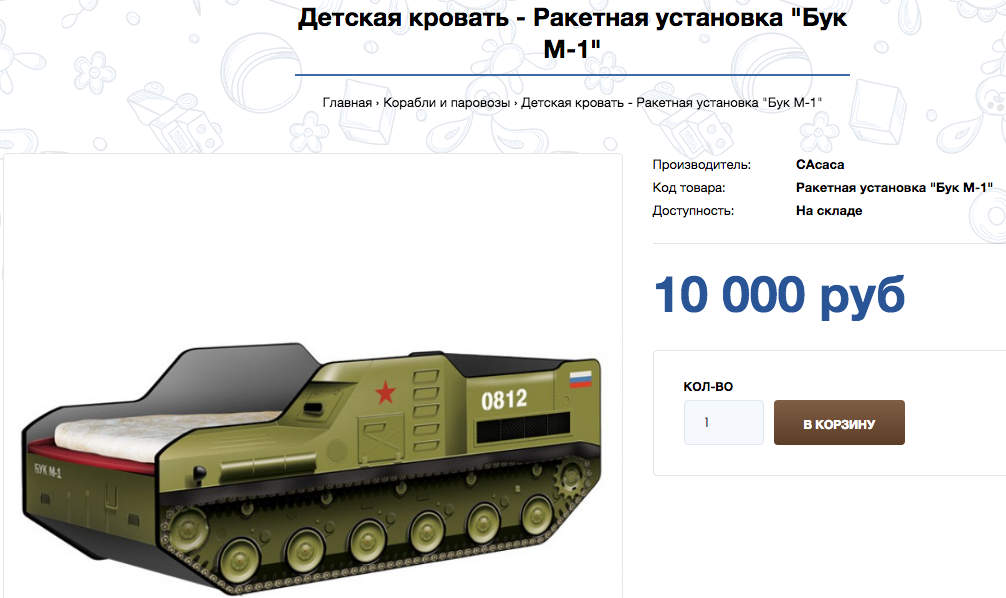 Детская кровать - Ракетная установка "Бук
М-1"
Главная › Корабли и паровозы › Детская кровать - Ракетная установка "Бук М-1"
Производитель: САсаса
Код товара: Ракетная установка "Бук М-1"
Доступность: На складе
10 000 руб
КОЛ-ВО
1
В КОРЗИНУ
0812
БУК М-1